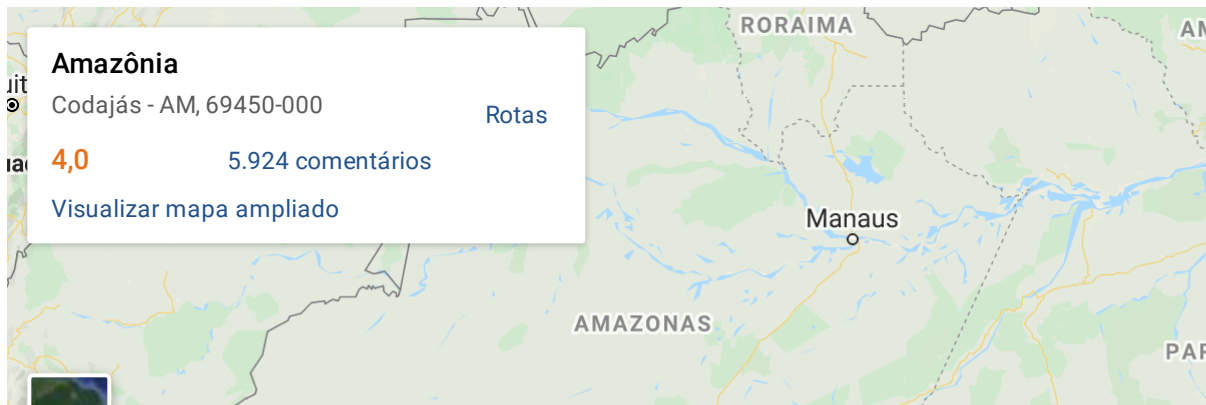 RORAIMA
Amazônia
Codajás - AM, 69450-000
Rotas
4,0
5.924 comentários
Visualizar mapa ampliado
Manaus
AMAZONAS